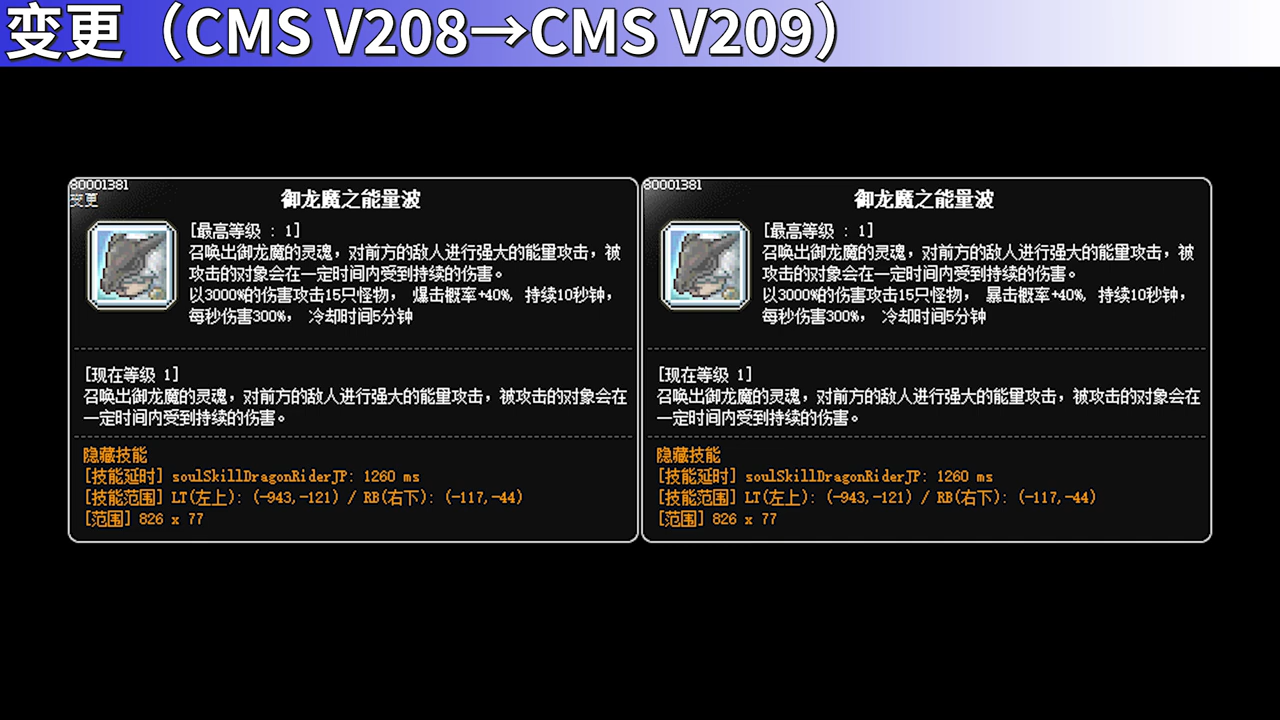 变更（CMS V208→CMS V209）
80001381
变更
御龙魔之能量波
[最高等级 : 1]
召唤出御龙魔的灵魂，对前方的敌人进行强大的能量攻击，被
攻击的对象会在一定时间内受到持续的伤害。
以3000%的伤害攻击15只怪物， 爆击概率+40%, 持续10秒钟，
每秒伤害300%， 冷却时间5分钟
[现在等级 1]
召唤出御龙魔的灵魂，对前方的敌人进行强大的能量攻击，被攻击的对象会在
一定时间内受到持续的伤害。
隐藏技能
[技能延时] soulSkillDragonRiderJP: 1260 ms
[技能范围] LT(左上): (-943,-121) / RB(右下): (-117,-44)
[范围] 826 x 77
80001381
御龙魔之能量波
[最高等级 : 1]
召唤出御龙魔的灵魂，对前方的敌人进行强大的能量攻击，被
攻击的对象会在一定时间内受到持续的伤害。
以3000%的伤害攻击15只怪物， 暴击概率+40%, 持续10秒钟，
每秒伤害300%， 冷却时间5分钟
[现在等级 1]
召唤出御龙魔的灵魂，对前方的敌人进行强大的能量攻击，被攻击的对象会在
一定时间内受到持续的伤害。
隐藏技能
[技能延时] soulSkillDragonRiderJP: 1260 ms
[技能范围] LT(左上): (-943,-121) / RB(右下): (-117,-44)
[范围] 826 x 77